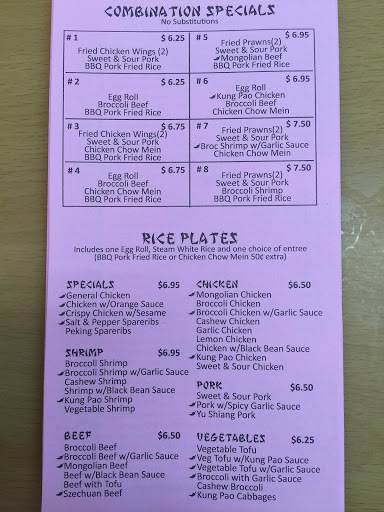 COMBINATION SPECIALS
No Substitutions
#1 $ 6.25
Fried Chicken Wings (2)
Sweet & Sour Pork
BBQ Pork Fried Rice
#5 $ 6.95
Fried Prawns(2)
Sweet & Sour Pork
Mongolian Beef
BBQ Pork Fried Rice
#2 $ 6.25
Egg Roll
Broccoli Beef
BBQ Pork Fried Rice
#6 $ 6.95
Egg Roll
Kung Pao Chicken
Broccoli Beef
Chicken Chow Mein
#3 $ 6.75
Fried Chicken Wings(2)
Sweet & Sour Pork
Chicken Chow Mein
BBQ Pork Fried Rice
#7 $ 7.50
Fried Prawns(2)
Sweet & Sour Pork
Broc Shrimp w/Garlic Sauce
Chicken Chow Mein
#4 $ 6.75
Egg Roll
Broccoli Beef
Chicken Chow Mein
BBQ Pork Fried Rice
#8 $ 7.50
Fried Prawns(2)
Sweet & Sour Pork
Broccoli Shrimp
BBQ Pork Fried Rice
RICE PLATES
Includes one Egg Roll, Steam White Rice and one choice of entree
(BBQ Pork Fried Rice or Chicken Chow Mein 50¢ extra)
SPECIALS $6.95
General Chicken
Chicken w/Orange Sauce
Crispy Chicken w/Sesame
Salt & Pepper Spareribs
Peking Spareribs
SHRIMP $6.95
Broccoli Shrimp
Broccoli Shrimp w/Garlic Sauce
Cashew Shrimp
Shrimp w/Black Bean Sauce
Kung Pao Shrimp
Vegetable Shrimp
BEEF $6.50
Broccoli Beef
Broccoli Beef w/Garlic Sauce
Mongolian Beef
Beef w/Black Bean Sauce
Beef with Tofu
Szechuan Beef
CHICKEN $6.50
Mongolian Chicken
Broccoli Chicken
Broccoli Chicken w/Garlic Sauce
Cashew Chicken
Garlic Chicken
Lemon Chicken
Chicken w/Black Bean Sauce
Kung Pao Chicken
Sweet & Sour Chicken
PORK $6.50
Sweet & Sour Pork
Pork w/Spicy Garlic Sauce
Yu Shiang Pork
VEGETABLES $6.25
Vegetable Tofu
Veg Tofu w/Kung Pao Sauce
Vegetable Tofu w/Garlic Sauce
Broccoli with Garlic Sauce
Cashew Broccoli
Kung Pao Cabbages